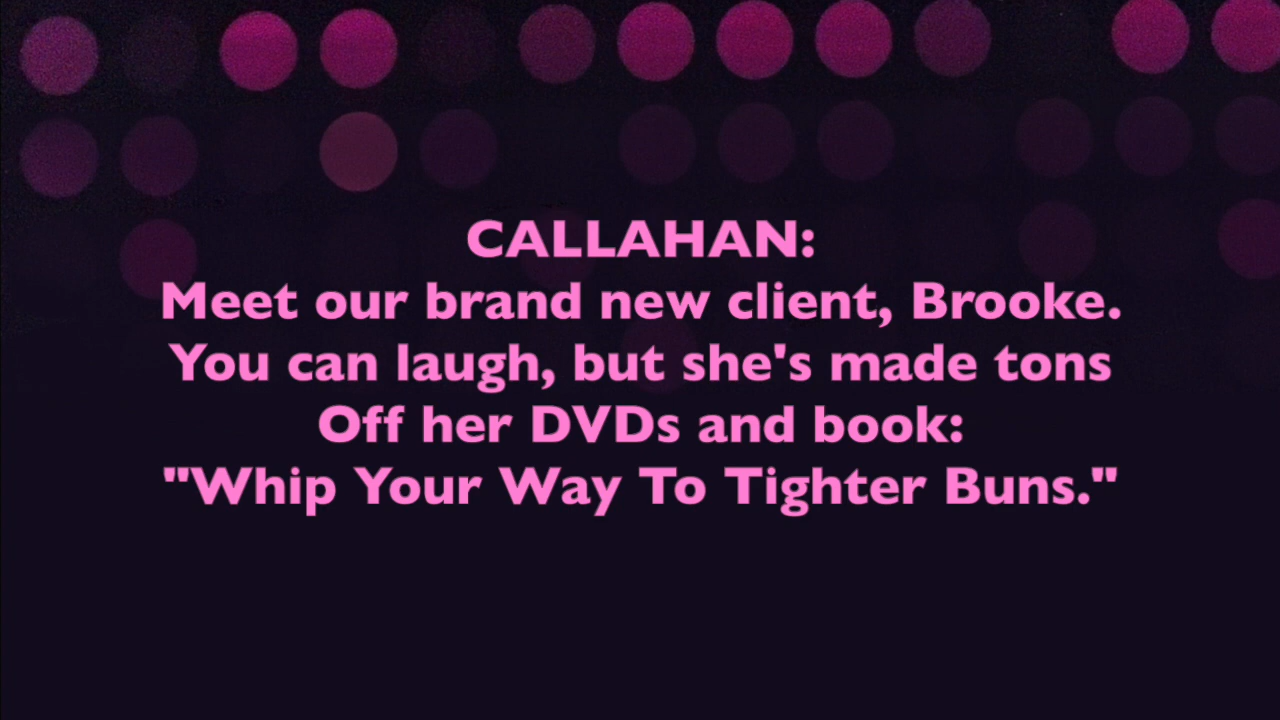 CALLAHAN:
Meet our brand new client, Brooke.
You can laugh, but she's made tons
Off her DVDs and book:
"Whip Your Way To Tighter Buns."